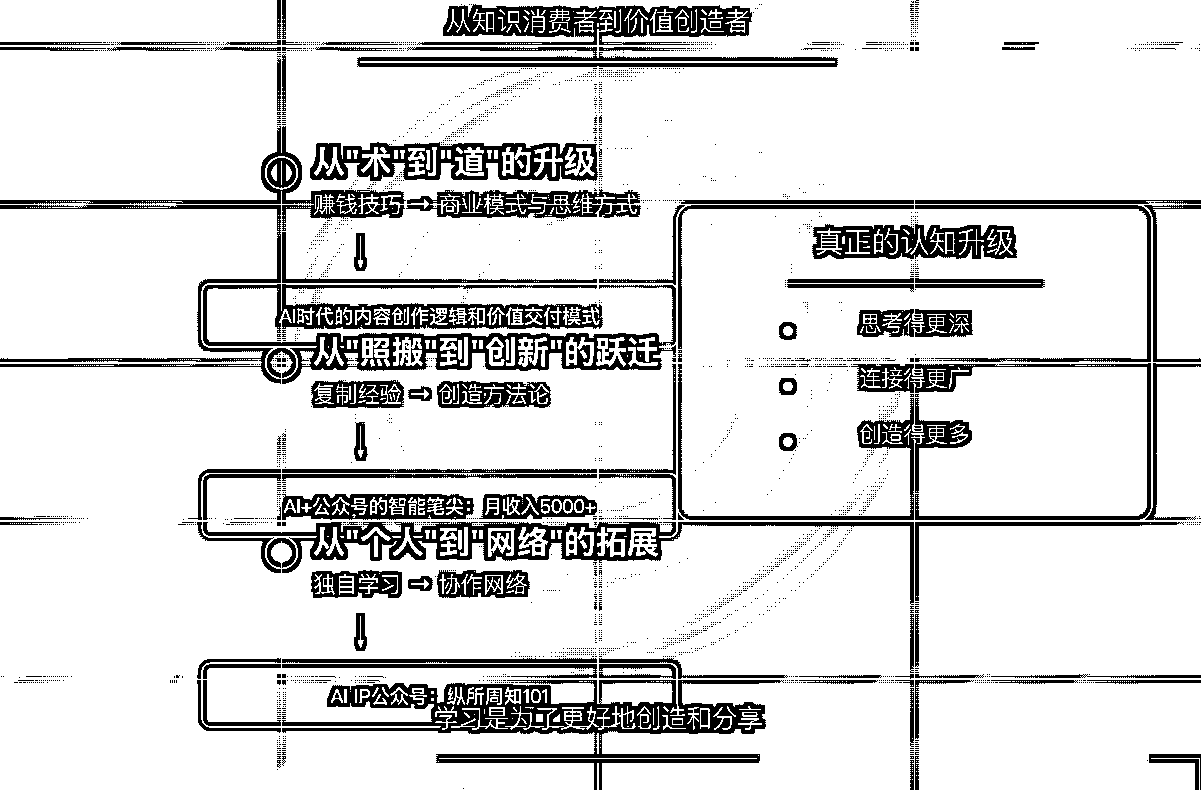 从知识消费者到价值创造者
从"术"到"道"的升级
赚钱技巧 → 商业模式与思维方式
AI时代的内容创作逻辑和价值交付模式
从"照搬"到"创新"的跃迁
复制经验 → 创造方法论
AI+公众号的智能笔尖：月收入5000+
从"个人"到"网络"的拓展
独自学习 → 协作网络
AI IP公众号：纵所周知101
真正的认知升级
思考得更深
连接得更广
创造得更多
学习是为了更好地创造和分享